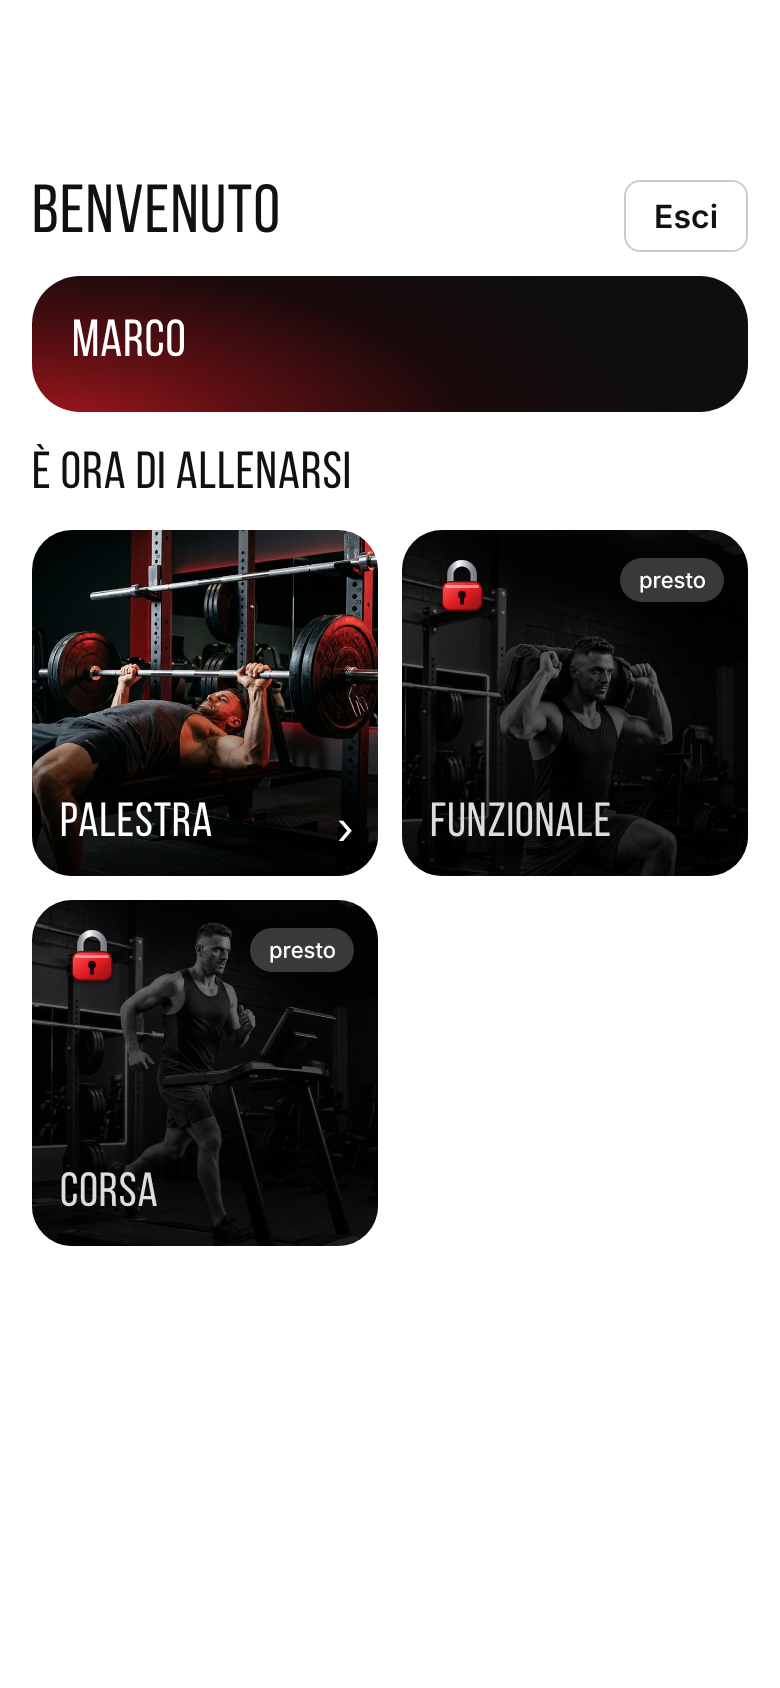 BENVENUTO
Esci
MARCO
È ORA DI ALLENARSI
presto
PALESTRA
FUNZIONALE
presto
CORSA